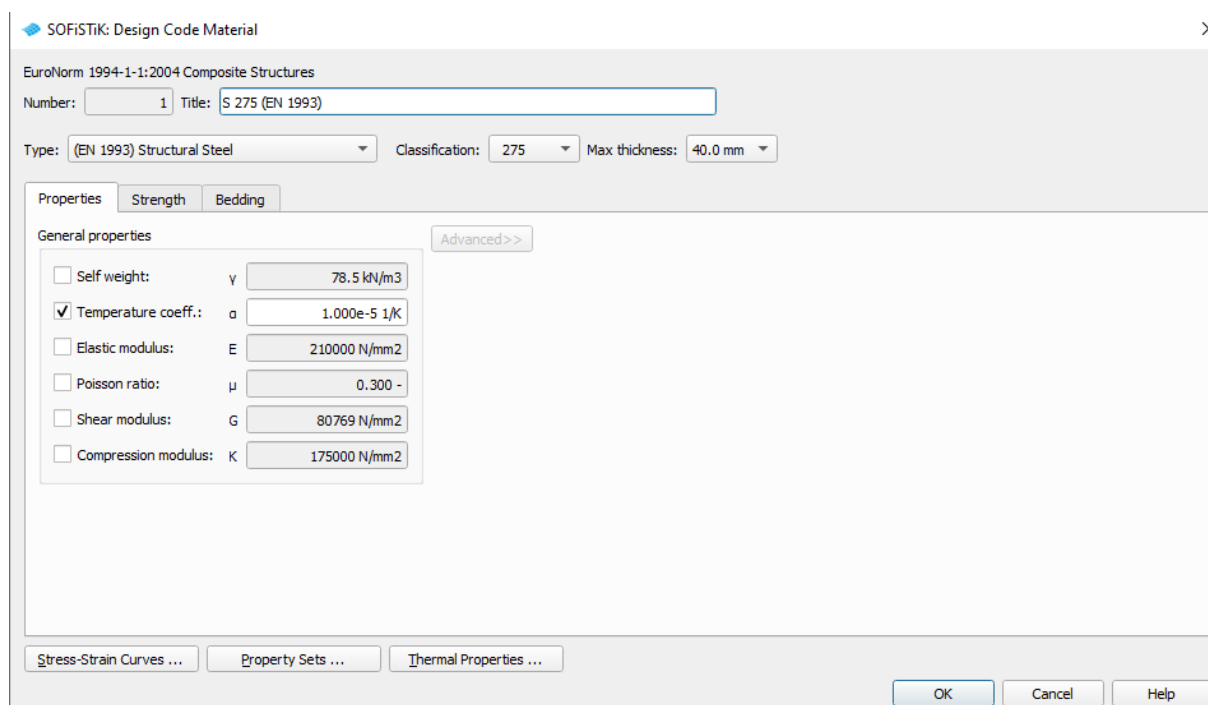 SOFiSTiK: Design Code Material
EuroNorm 1994-1-1:2004 Composite Structures
Number: 1 Title: S 275 (EN 1993)
Type: (EN 1993) Structural Steel Classification: 275 Max thickness: 40.0 mm
Properties Strength Bedding
General properties Advanced>>
Self weight: γ 78.5 kN/m3
Temperature coeff.: α 1.000e-5 1/K
Elastic modulus: E 210000 N/mm2
Poisson ratio: μ 0.300 -
Shear modulus: G 80769 N/mm2
Compression modulus: K 175000 N/mm2
Stress-Strain Curves ... Property Sets ... Thermal Properties ...
OK Cancel Help